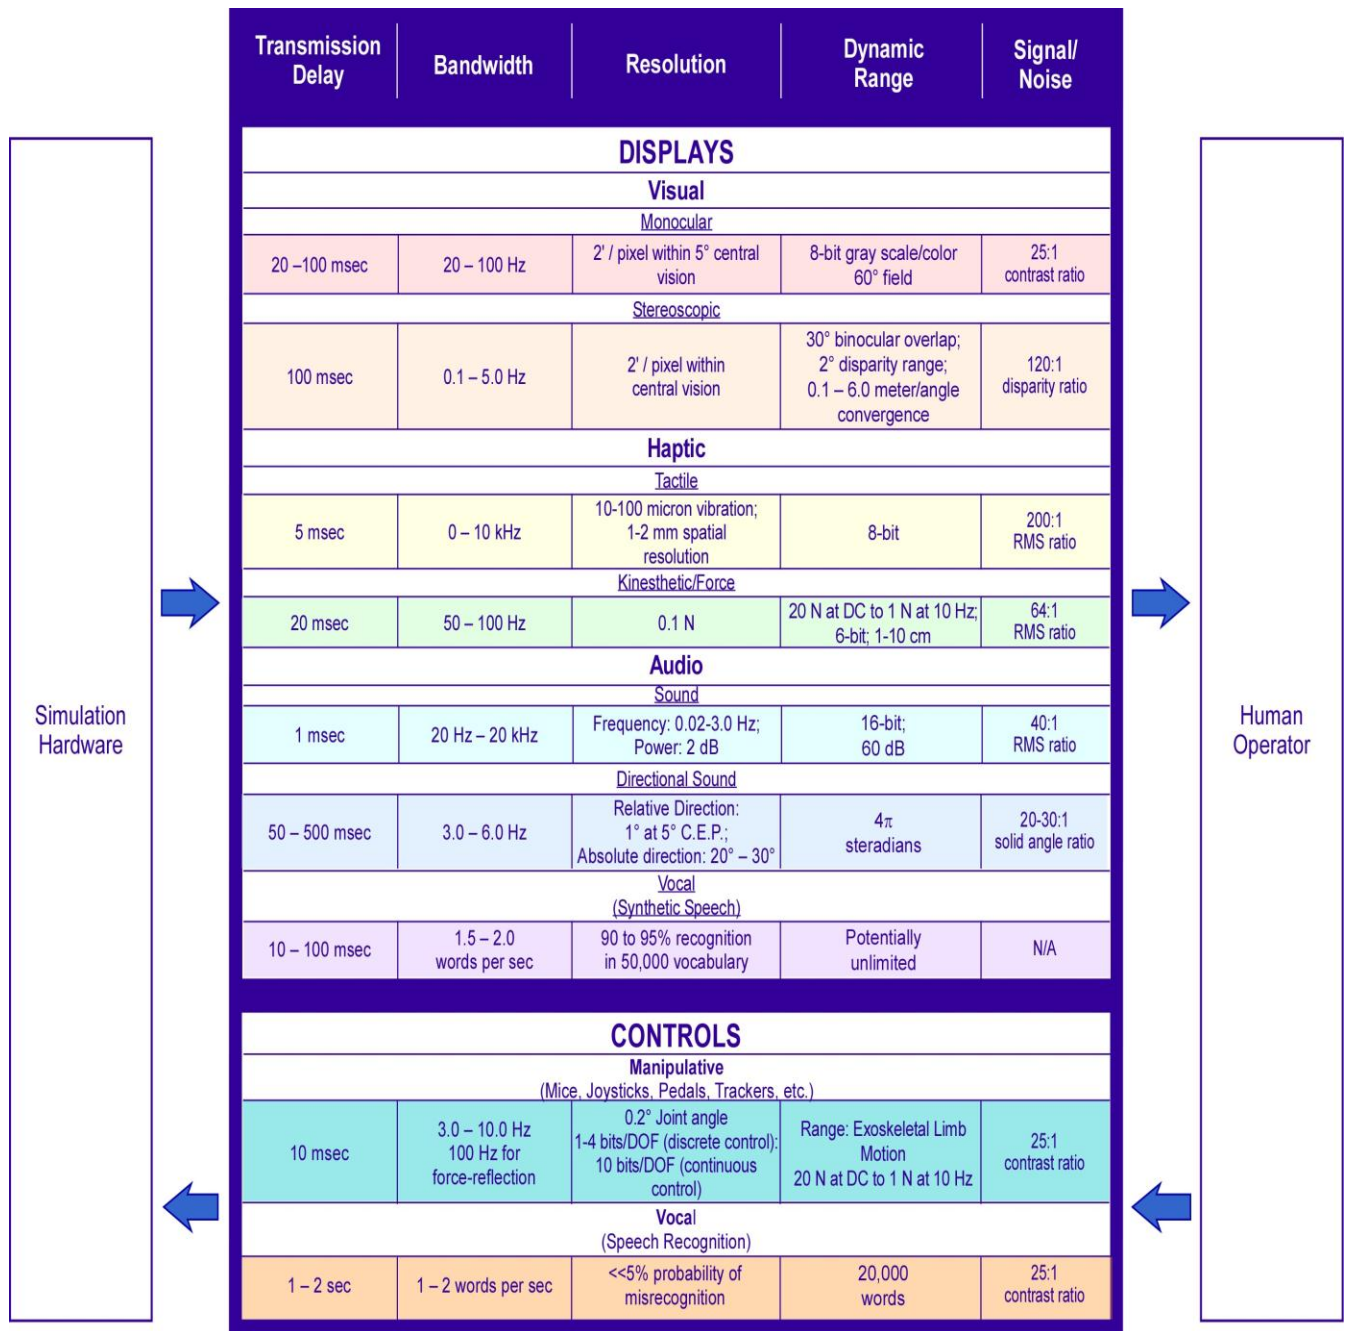 Transmission
Delay
Bandwidth
Resolution
Dynamic
Range
Signal/
Noise
DISPLAYS
Visual
Monocular
20 –100 msec
20 – 100 Hz
2' / pixel within 5° central
vision
8-bit gray scale/color
60° field
25:1
contrast ratio
Stereoscopic
100 msec
0.1 – 5.0 Hz
2' / pixel within
central vision
30° binocular overlap;
2° disparity range;
0.1 – 6.0 meter/angle
convergence
120:1
disparity ratio
Haptic
Tactile
5 msec
0 – 10 kHz
10-100 micron vibration;
1-2 mm spatial
resolution
8-bit
200:1
RMS ratio
Kinesthetic/Force
20 msec
50 – 100 Hz
0.1 N
20 N at DC to 1 N at 10 Hz;
6-bit; 1-10 cm
64:1
RMS ratio
Audio
Sound
1 msec
20 Hz – 20 kHz
Frequency: 0.02-3.0 Hz;
Power: 2 dB
16-bit;
60 dB
40:1
RMS ratio
Directional Sound
50 – 500 msec
3.0 – 6.0 Hz
Relative Direction:
1° at 5° C.E.P.;
Absolute direction: 20° – 30°
4π
steradians
20-30:1
solid angle ratio
Vocal
(Synthetic Speech)
10 – 100 msec
1.5 – 2.0
words per sec
90 to 95% recognition
in 50,000 vocabulary
Potentially
unlimited
N/A
CONTROLS
Manipulative
(Mice, Joysticks, Pedals, Trackers, etc.)
10 msec
3.0 – 10.0 Hz
100 Hz for
force-reflection
0.2° Joint angle
1-4 bits/DOF (discrete control):
10 bits/DOF (continuous
control)
Range: Exoskeletal Limb
Motion
20 N at DC to 1 N at 10 Hz
25:1
contrast ratio
Vocal
(Speech Recognition)
1 – 2 sec
1 – 2 words per sec
<<5% probability of
misrecognition
20,000
words
25:1
contrast ratio
Simulation
Hardware
Human
Operator